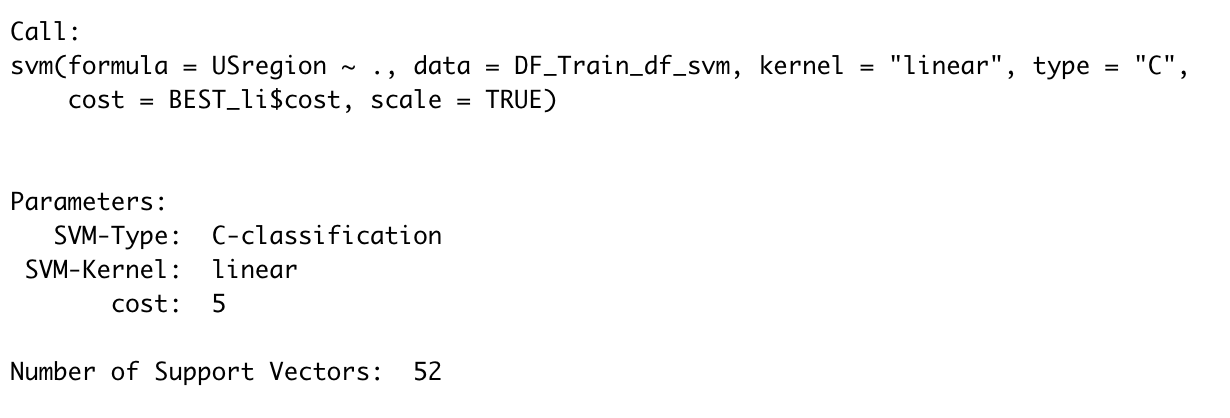 Call:
svm(formula = USregion ~ ., data = DF_Train_df_svm, kernel = "linear", type = "C",
    cost = BEST_li$cost, scale = TRUE)
Parameters:
   SVM-Type:  C-classification
 SVM-Kernel:  linear
       cost:  5
Number of Support Vectors:  52